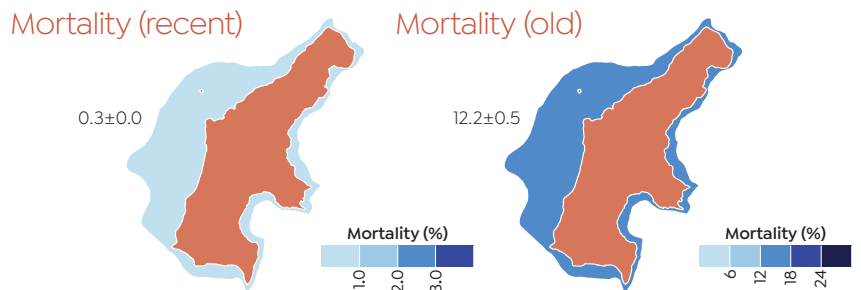 Mortality (recent)
0.3±0.0
Mortality (%)
1.0
2.0
3.0
Mortality (old)
12.2±0.5
Mortality (%)
6
12
18
24